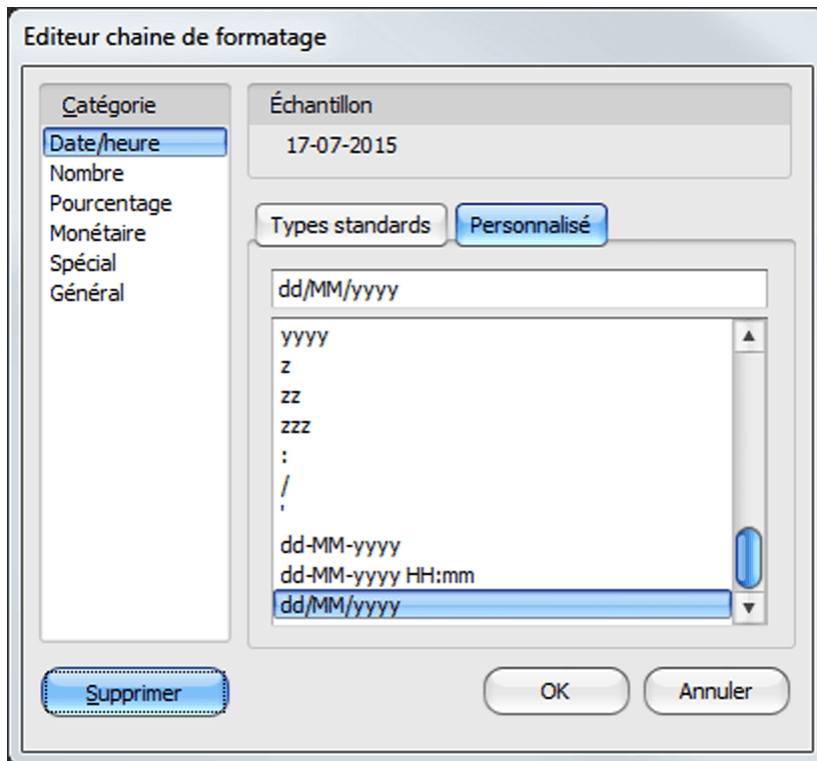 Editeur chaine de formatage
Catégorie
Date/heure
Nombre
Pourcentage
Monétaire
Spécial
Général
Échantillon
17-07-2015
Types standards
Personnalisé
dd/MM/yyyy
yyyy
z
zz
zzz
:
/
'
dd-MM-yyyy
dd-MM-yyyy HH:mm
dd/MM/yyyy
Supprimer
OK
Annuler